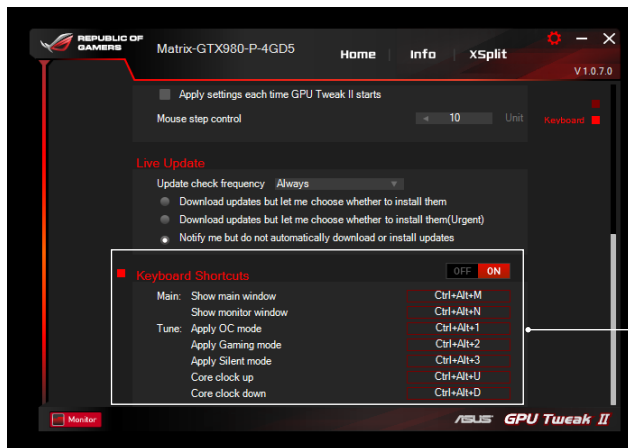 REPUBLIC OF
GAMERS
Matrix-GTX980-P-4GD5
Home Info XSplit
V 1.0.7.0
Apply settings each time GPU Tweak II starts
Mouse step control 10 Unit
Keyboard
Live Update
Update check frequency Always
Download updates but let me choose whether to install them
Download updates but let me choose whether to install them(Urgent)
Notify me but do not automatically download or install updates
Keyboard Shortcuts OFF ON
Main: Show main window Ctrl+Alt+M
Show monitor window Ctrl+Alt+N
Tune: Apply OC mode Ctrl+Alt+1
Apply Gaming mode Ctrl+Alt+2
Apply Silent mode Ctrl+Alt+3
Core clock up Ctrl+Alt+U
Core clock down Ctrl+Alt+D
Monitor ASUS GPU Tweak II